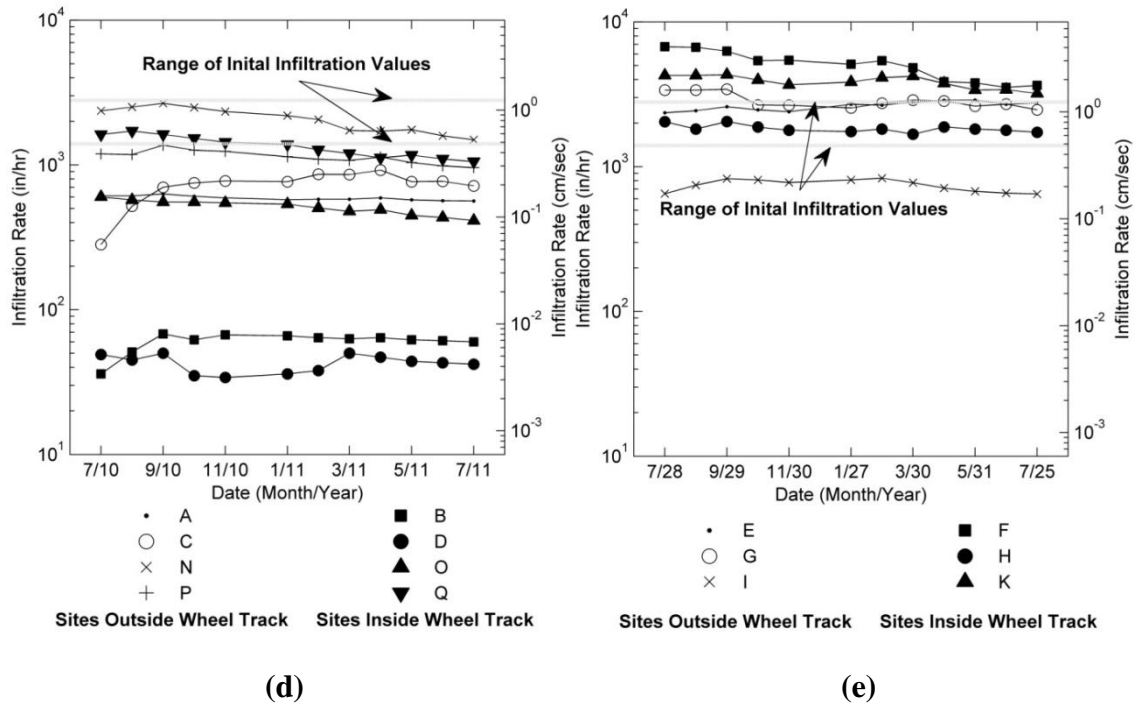 10^4
Range of Inital Infiltration Values
10^0
10^3
Infiltration Rate (in/hr)
10^-1
Infiltration Rate (cm/sec)
10^2
10^-2
10^-3
10^1
7/10 9/10 11/10 1/11 3/11 5/11 7/11
Date (Month/Year)
A B
C D
N O
P Q
Sites Outside Wheel Track Sites Inside Wheel Track
(d)
10^4
10^0
10^3
Range of Inital Infiltration Values
Infiltration Rate (in/hr)
10^-1
Infiltration Rate (cm/sec)
10^2
10^-2
10^-3
10^1
7/28 9/29 11/30 1/27 3/30 5/31 7/25
Date (Month/Year)
E F
G H
I K
Sites Outside Wheel Track Sites Inside Wheel Track
(e)